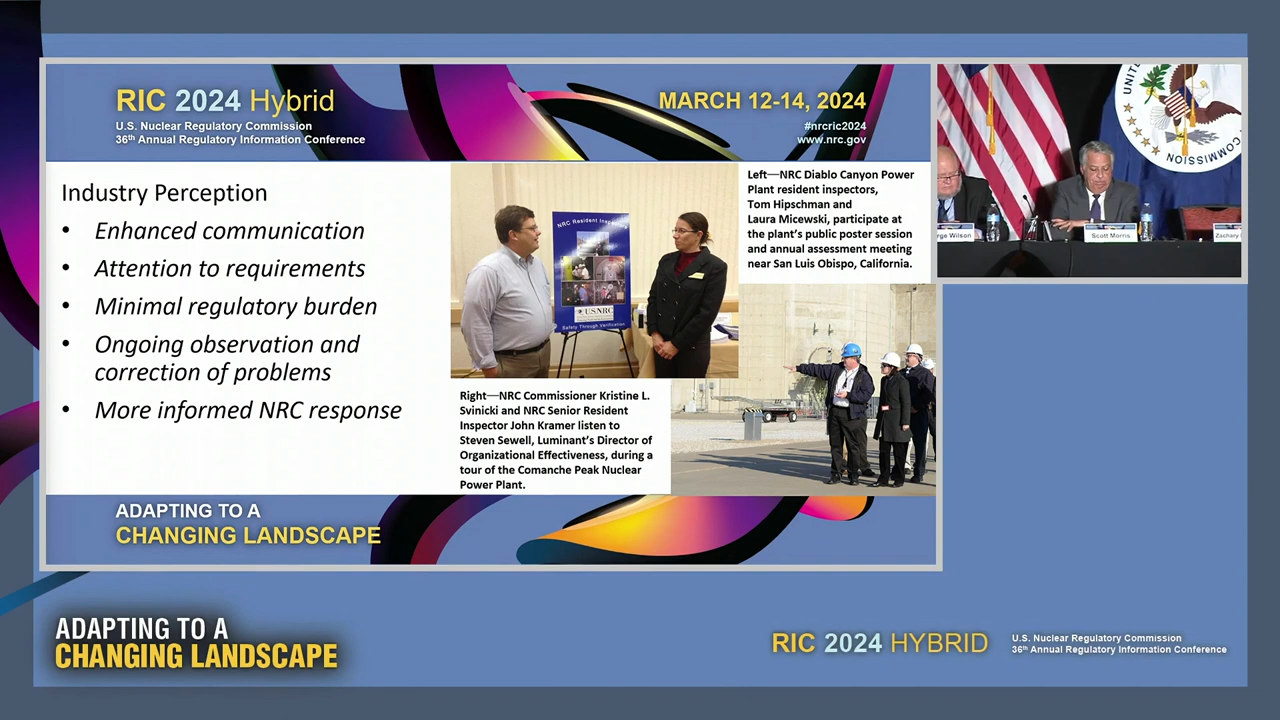 RIC 2024 Hybrid
U.S. Nuclear Regulatory Commission
36th Annual Regulatory Information Conference
MARCH 12-14, 2024
#nrcric2024
www.nrc.gov
Industry Perception
• Enhanced communication
• Attention to requirements
• Minimal regulatory burden
• Ongoing observation and
correction of problems
• More informed NRC response
NRC Resident
USNRC
Safety Through Verification
Left—NRC Diablo Canyon Power
Plant resident inspectors,
Tom Hipschman and
Laura Micewski, participate at
the plant's public poster session
and annual assessment meeting
near San Luis Obispo, California.
Right—NRC Commissioner Kristine L.
Svinicki and NRC Senior Resident
Inspector John Kramer listen to
Steven Sewell, Luminant's Director of
Organizational Effectiveness, during a
tour of the Comanche Peak Nuclear
Power Plant.
ADAPTING TO A
CHANGING LANDSCAPE
UNITE
COMMISSION
rge Wilson
Scott Morris
Zachary
ADAPTING TO A
CHANGING LANDSCAPE
RIC 2024 HYBRID
U.S. Nuclear Regulatory Commission
36th Annual Regulatory Information Conference